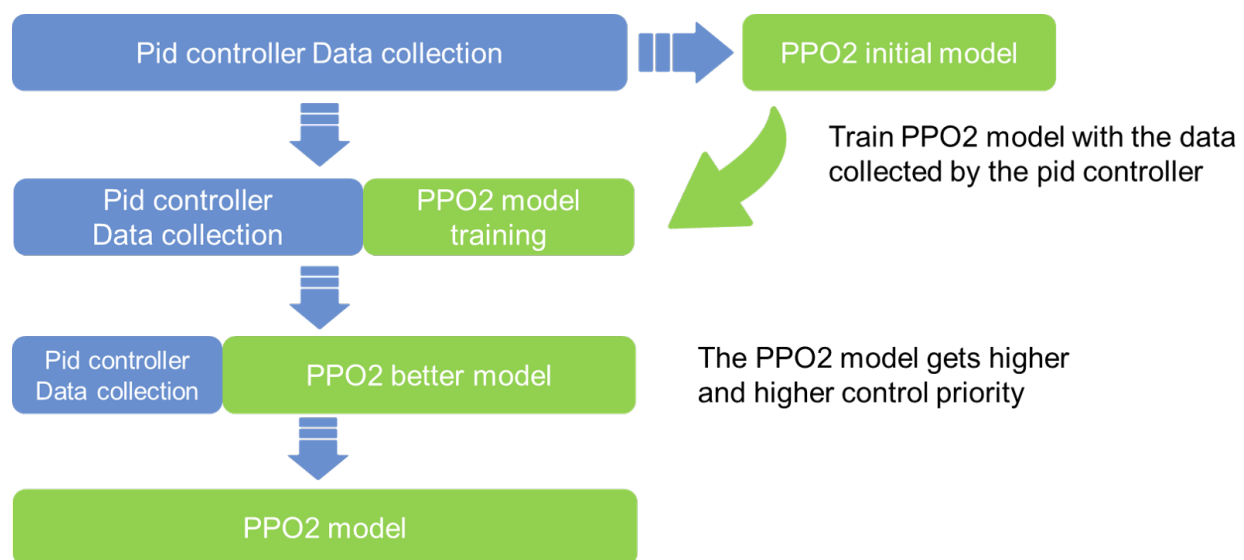 Pid controller Data collection
PPO2 initial model
Train PPO2 model with the data
collected by the pid controller
Pid controller
Data collection
PPO2 model
training
Pid controller
Data collection
PPO2 better model
The PPO2 model gets higher
and higher control priority
PPO2 model